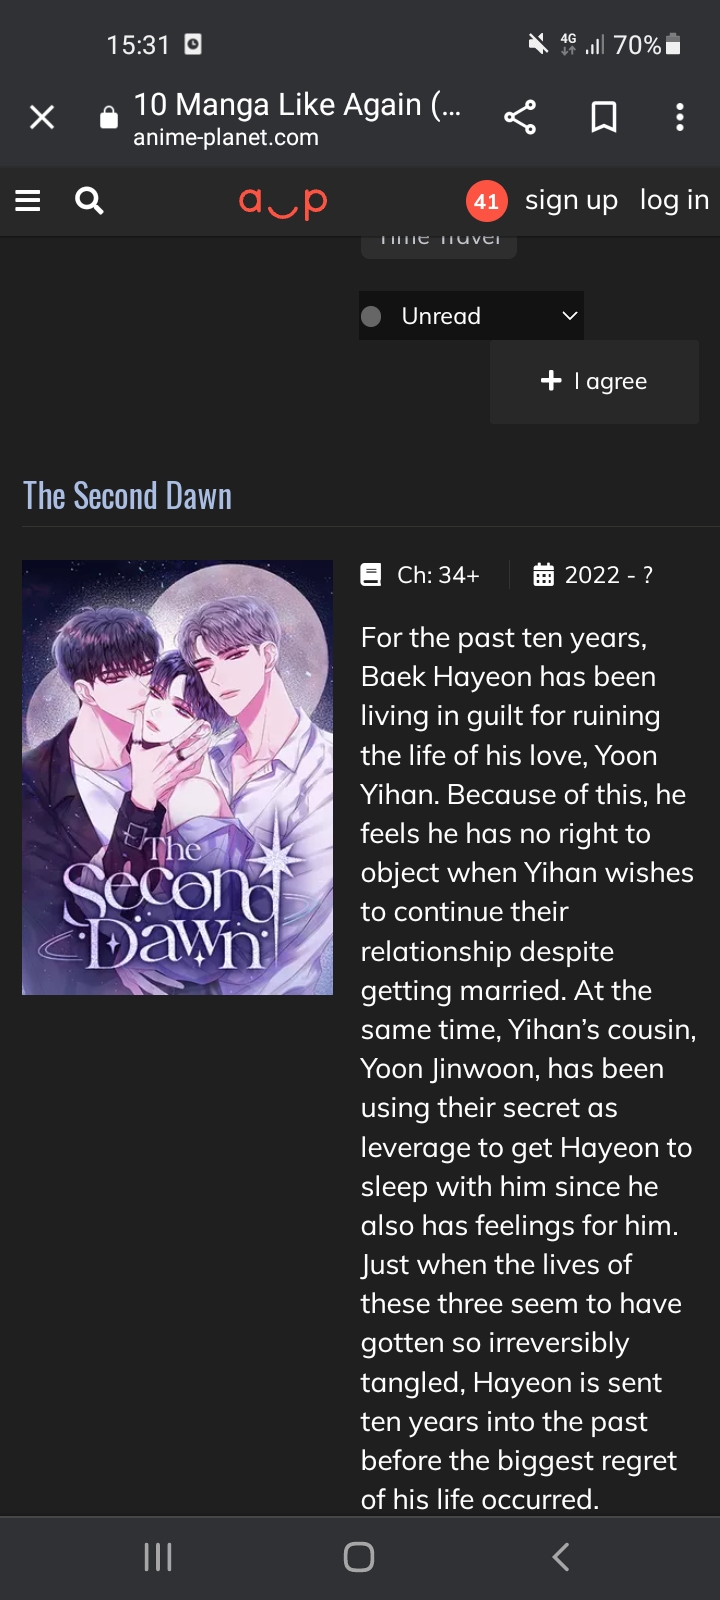 15:31
4G
70%
10 Manga Like Again (...
anime-planet.com
a‿p
41
sign up
log in
Time Travel
Unread
I agree
The Second Dawn
Ch: 34+
2022 - ?
The
Second
Dawn
For the past ten years,
Baek Hayeon has been
living in guilt for ruining
the life of his love, Yoon
Yihan. Because of this, he
feels he has no right to
object when Yihan wishes
to continue their
relationship despite
getting married. At the
same time, Yihan’s cousin,
Yoon Jinwoon, has been
using their secret as
leverage to get Hayeon to
sleep with him since he
also has feelings for him.
Just when the lives of
these three seem to have
gotten so irreversibly
tangled, Hayeon is sent
ten years into the past
before the biggest regret
of his life occurred.